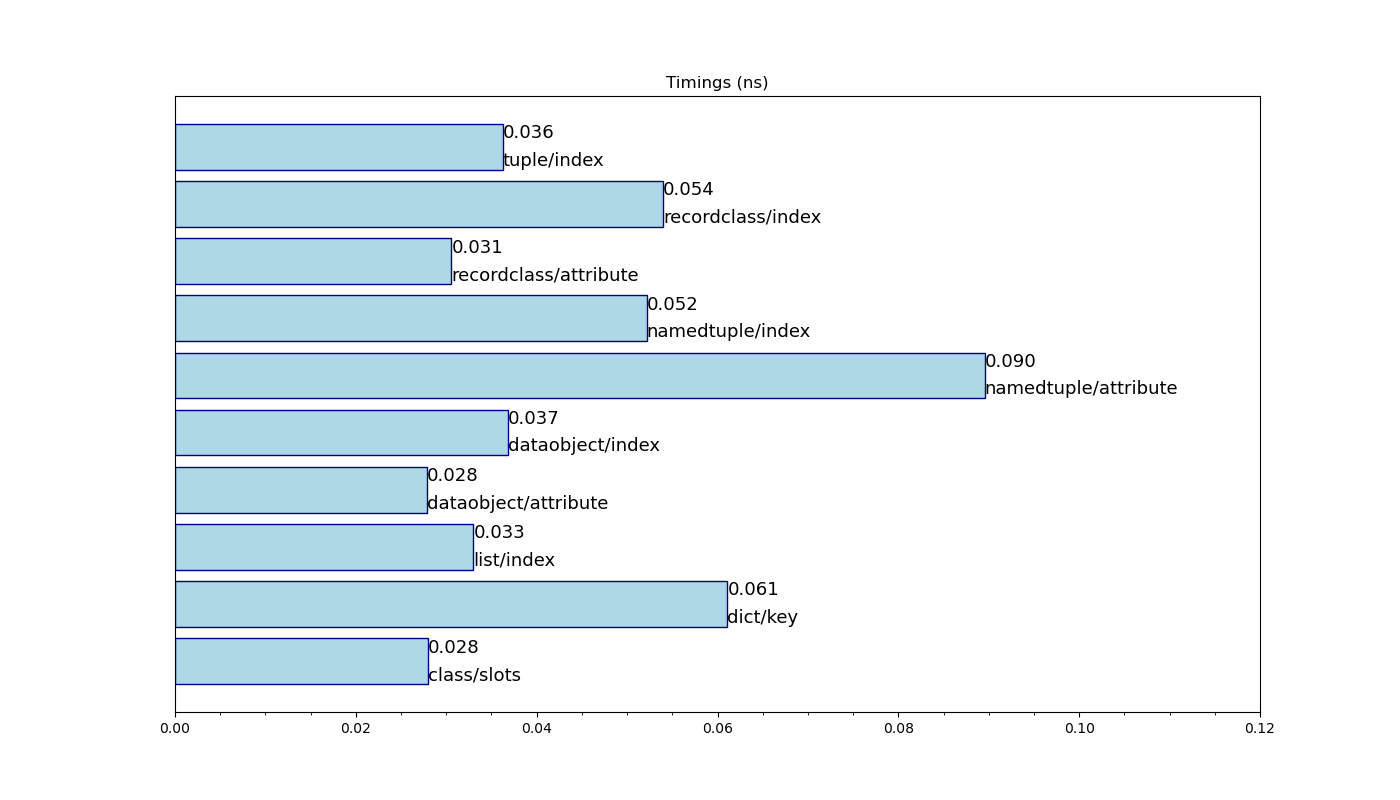 Timings (ns)
0.036
tuple/index
0.054
recordclass/index
0.031
recordclass/attribute
0.052
namedtuple/index
0.090
namedtuple/attribute
0.037
dataobject/index
0.028
dataobject/attribute
0.033
list/index
0.061
dict/key
0.028
class/slots
0.00 0.02 0.04 0.06 0.08 0.10 0.12